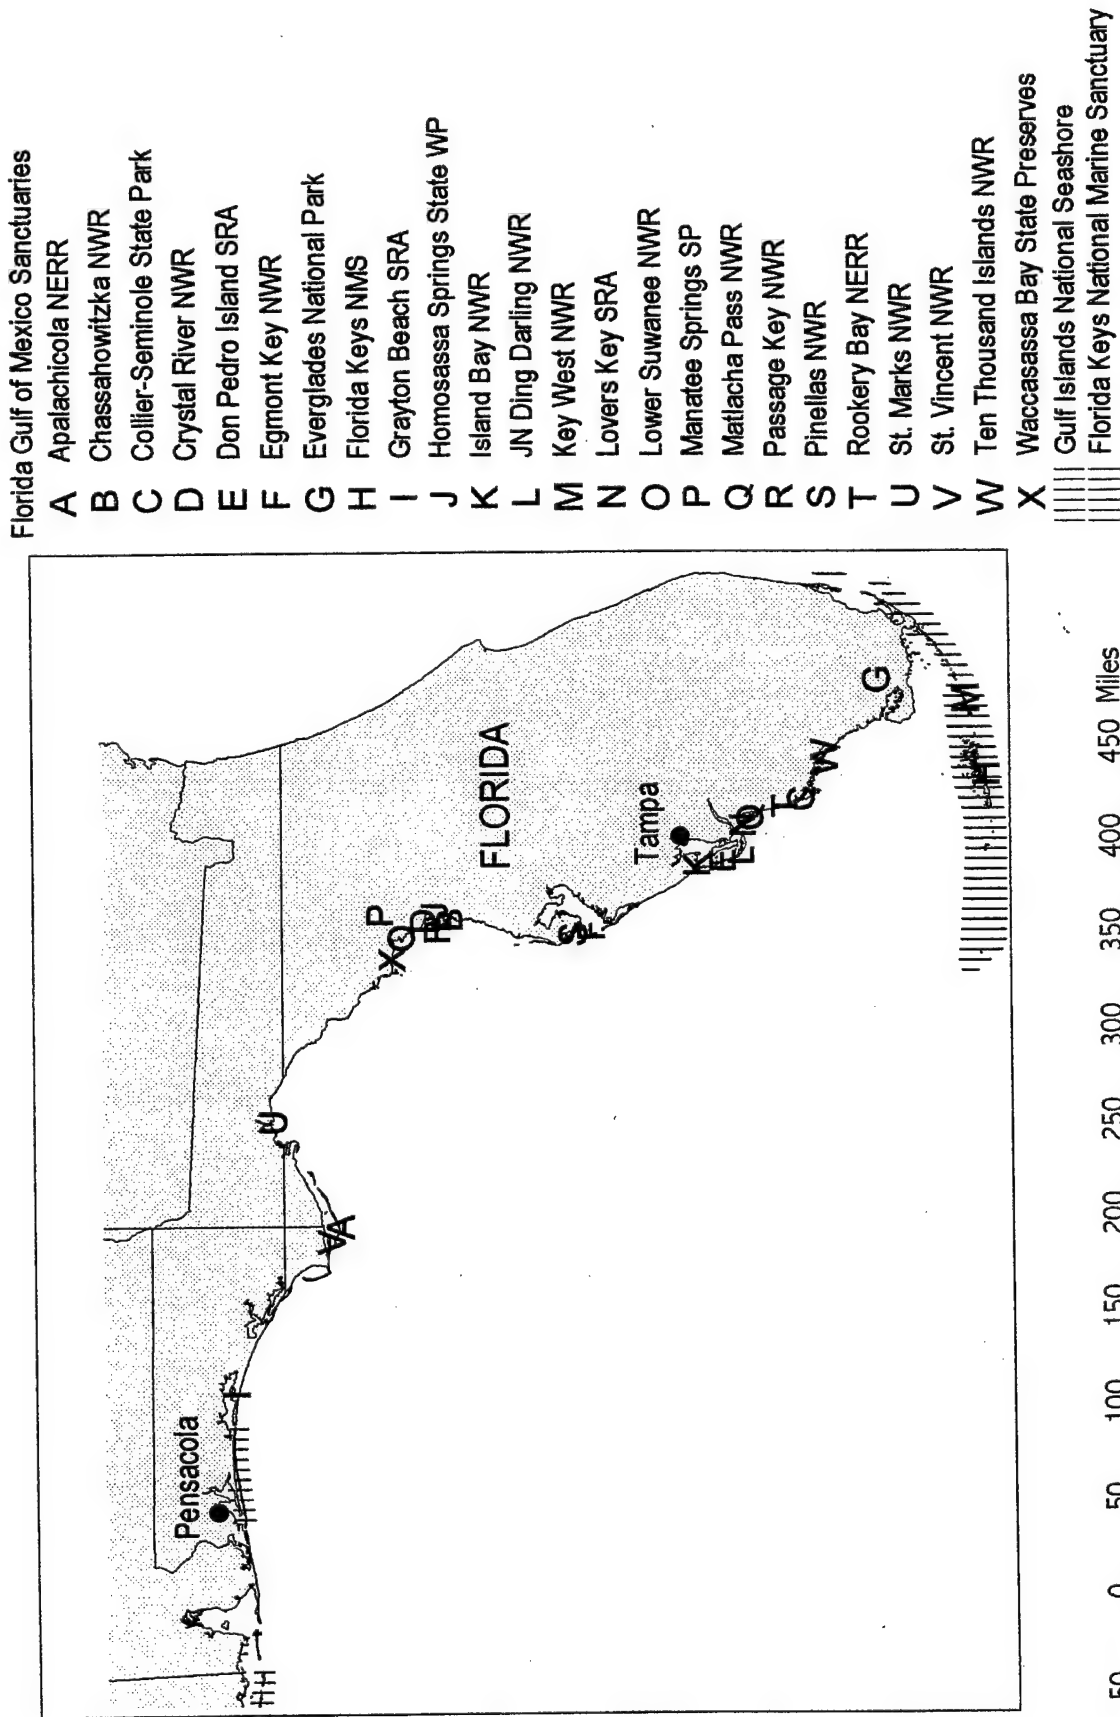 Florida Gulf of Mexico Sanctuaries
A Apalachicola NERR
B Chassahowitzka NWR
C Collier-Seminole State Park
D Crystal River NWR
E Don Pedro Island SRA
F Egmont Key NWR
G Everglades National Park
H Florida Keys NMS
I Grayton Beach SRA
J Homosassa Springs State WP
K Island Bay NWR
L JN Ding Darling NWR
M Key West NWR
N Lovers Key SRA
O Lower Suwanee NWR
P Manatee Springs SP
Q Matlacha Pass NWR
R Passage Key NWR
S Pinellas NWR
T Rookery Bay NERR
U St. Marks NWR
V St. Vincent NWR
W Ten Thousand Islands NWR
X Waccasassa Bay State Preserves
Gulf Islands National Seashore
Florida Keys National Marine Sanctuary
Pensacola
I
V
A
U
X
O
P
D
J
B
FLORIDA
Tampa
K
E
L
T
C
W
G
M
H
50 0 50 100 150 200 250 300 350 400 450 Miles